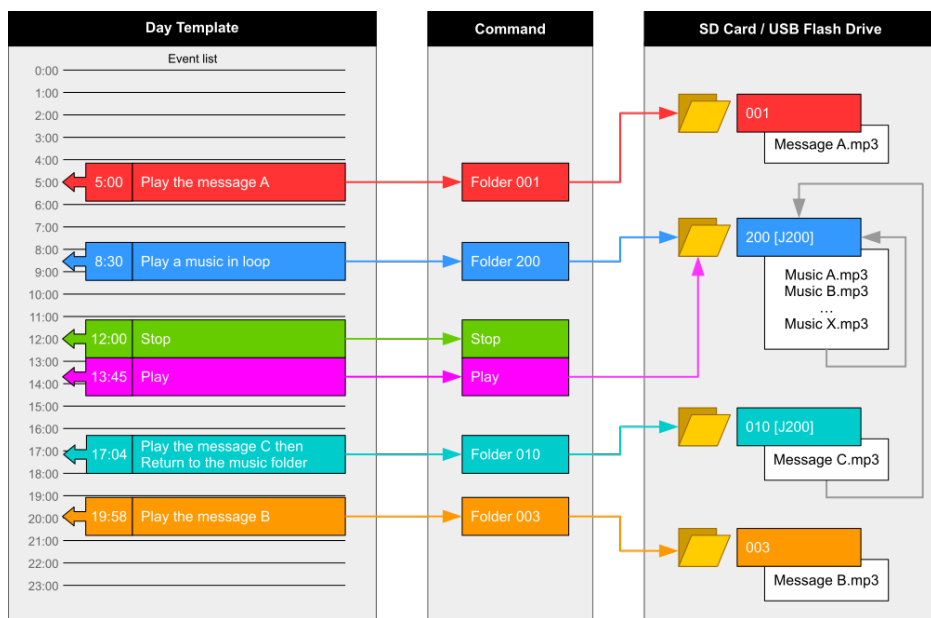 Day Template
Command
SD Card / USB Flash Drive
Event list
0:00
1:00
2:00
3:00
4:00
5:00
6:00
7:00
8:00
9:00
10:00
11:00
12:00
13:00
14:00
15:00
16:00
17:00
18:00
19:00
20:00
21:00
22:00
23:00
5:00 Play the message A
8:30 Play a music in loop
12:00 Stop
13:45 Play
17:04 Play the message C then
Return to the music folder
19:58 Play the message B
Folder 001
Folder 200
Stop
Play
Folder 010
Folder 003
001
Message A.mp3
200 [J200]
Music A.mp3
Music B.mp3
...
Music X.mp3
010 [J200]
Message C.mp3
003
Message B.mp3